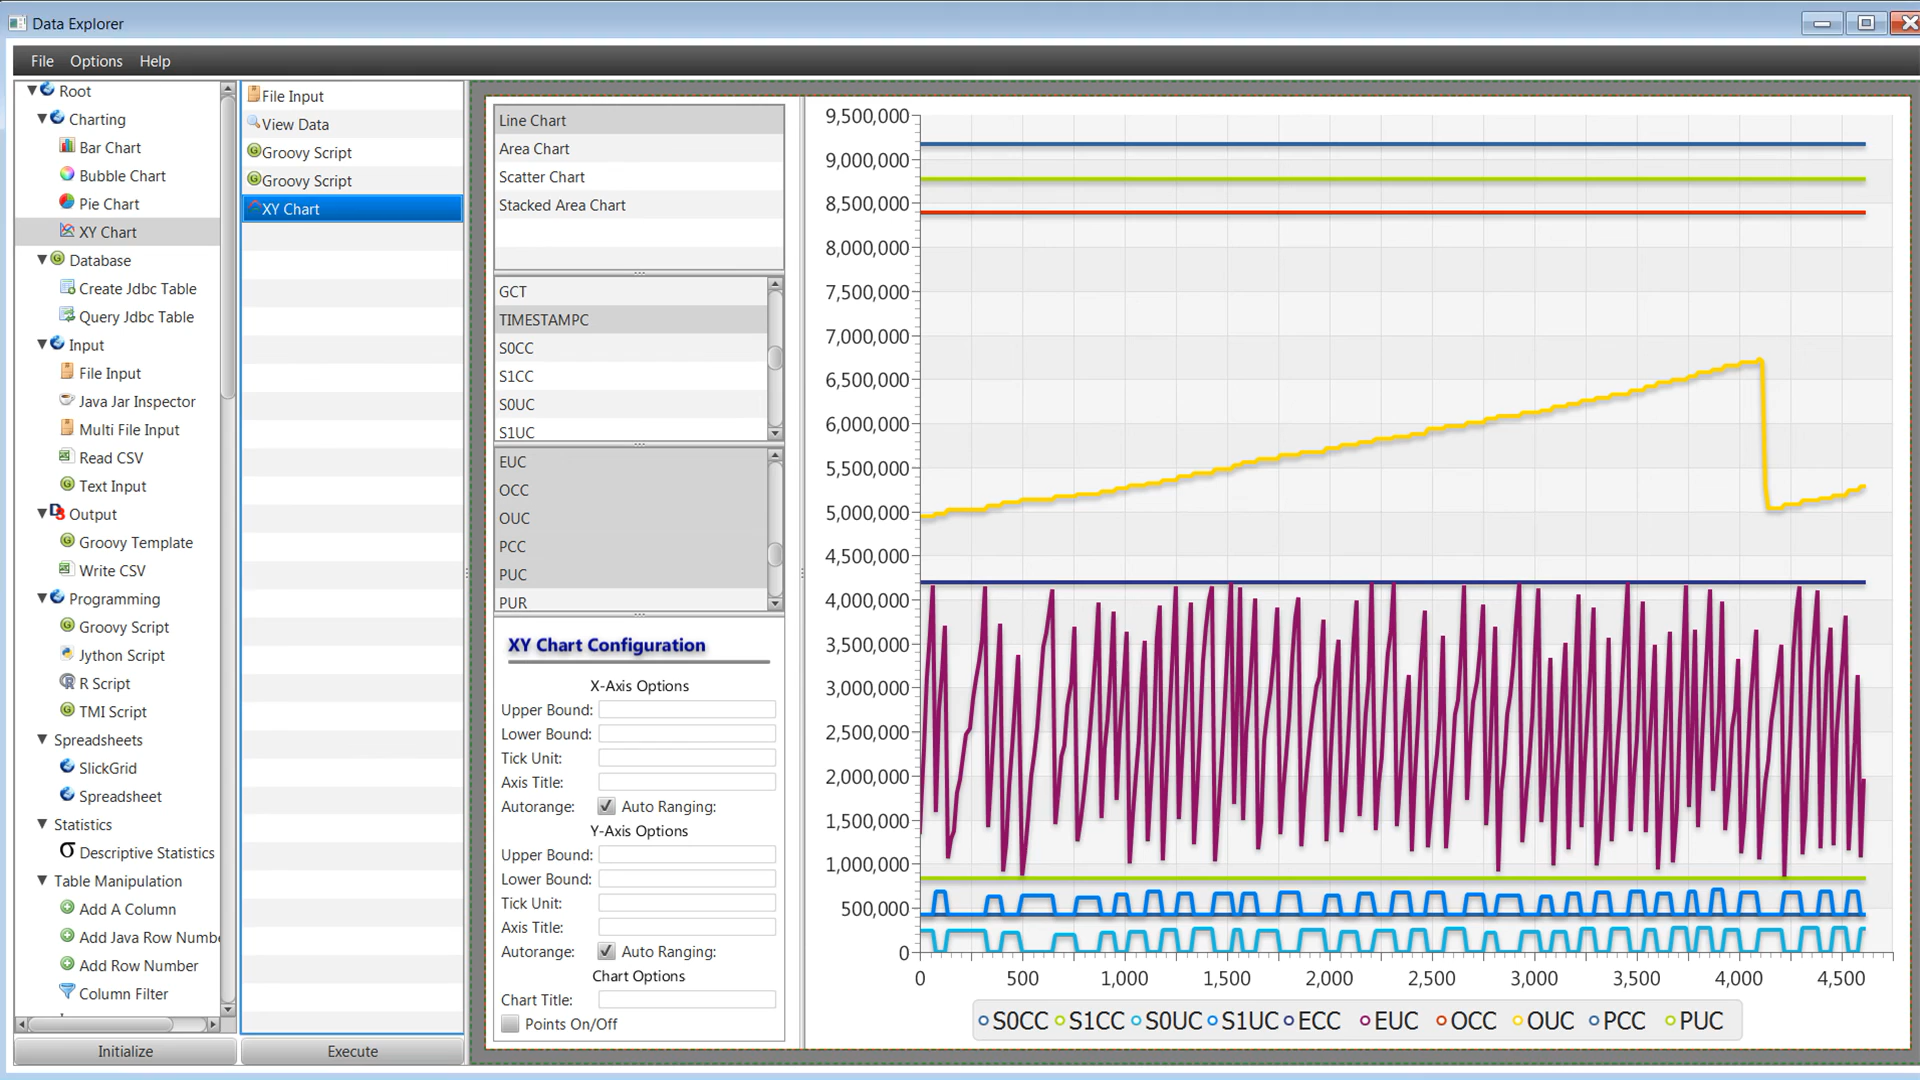 Data Explorer
File Options Help
Root
Charting
Bar Chart
Bubble Chart
Pie Chart
XY Chart
Database
Create Jdbc Table
Query Jdbc Table
Input
File Input
Java Jar Inspector
Multi File Input
Read CSV
Text Input
Output
Groovy Template
Write CSV
Programming
Groovy Script
Jython Script
R Script
TMI Script
Spreadsheets
SlickGrid
Spreadsheet
Statistics
Descriptive Statistics
Table Manipulation
Add A Column
Add Java Row Numbe
Add Row Number
Column Filter
Initialize
File Input
View Data
Groovy Script
Groovy Script
XY Chart
Execute
Line Chart
Area Chart
Scatter Chart
Stacked Area Chart
GCT
TIMESTAMPC
S0CC
S1CC
S0UC
S1UC
EUC
OCC
OUC
PCC
PUC
PUR
XY Chart Configuration
X-Axis Options
Upper Bound:
Lower Bound:
Tick Unit:
Axis Title:
Autorange: Auto Ranging:
Y-Axis Options
Upper Bound:
Lower Bound:
Tick Unit:
Axis Title:
Autorange: Auto Ranging:
Chart Options
Chart Title:
Points On/Off
9,500,000
9,000,000
8,500,000
8,000,000
7,500,000
7,000,000
6,500,000
6,000,000
5,500,000
5,000,000
4,500,000
4,000,000
3,500,000
3,000,000
2,500,000
2,000,000
1,500,000
1,000,000
500,000
0
0 500 1,000 1,500 2,000 2,500 3,000 3,500 4,000 4,500
S0CC S1CC S0UC S1UC ECC EUC OCC OUC PCC PUC